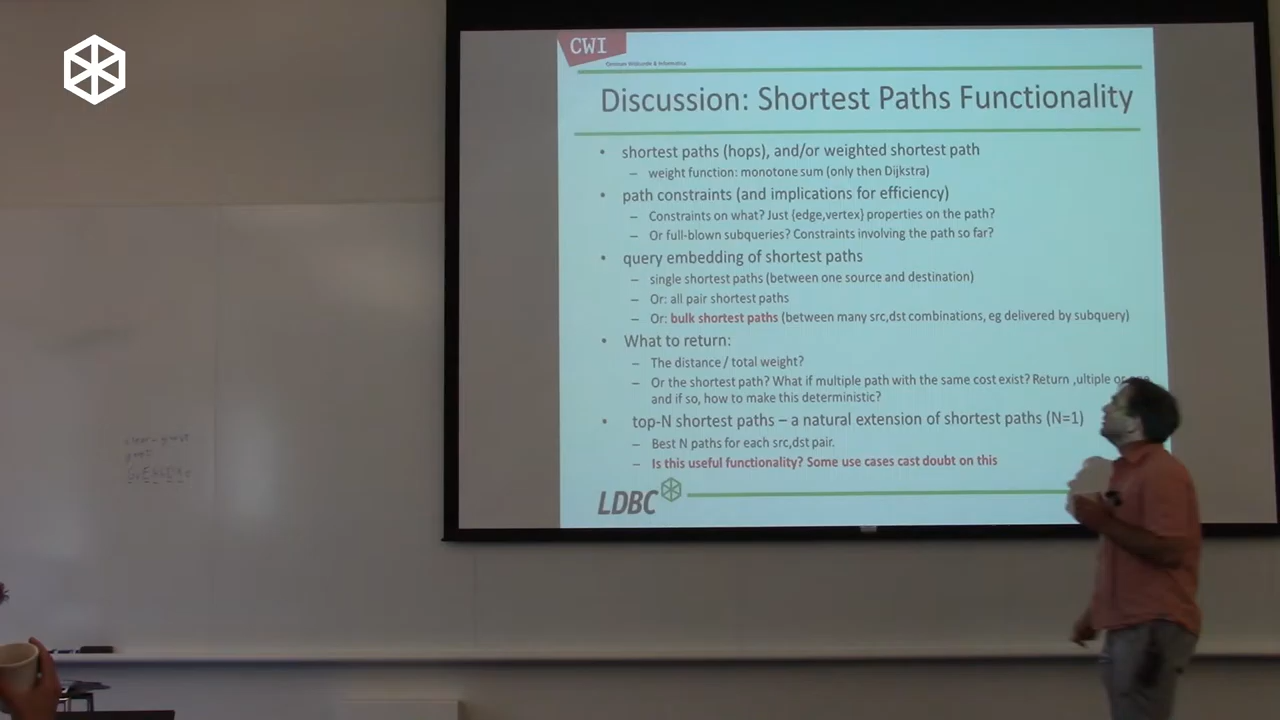 CWI
Centrum Wiskunde & Informatica
Discussion: Shortest Paths Functionality
• shortest paths (hops), and/or weighted shortest path
– weight function: monotone sum (only then Dijkstra)
• path constraints (and implications for efficiency)
– Constraints on what? Just {edge,vertex} properties on the path?
– Or full-blown subqueries? Constraints involving the path so far?
• query embedding of shortest paths
– single shortest paths (between one source and destination)
– Or: all pair shortest paths
– Or: bulk shortest paths (between many src,dst combinations, eg delivered by subquery)
• What to return:
– The distance / total weight?
– Or the shortest path? What if multiple path with the same cost exist? Return ,ultiple or
and if so, how to make this deterministic?
• top-N shortest paths – a natural extension of shortest paths (N=1)
– Best N paths for each src,dst pair.
– Is this useful functionality? Some use cases cast doubt on this
LDBC